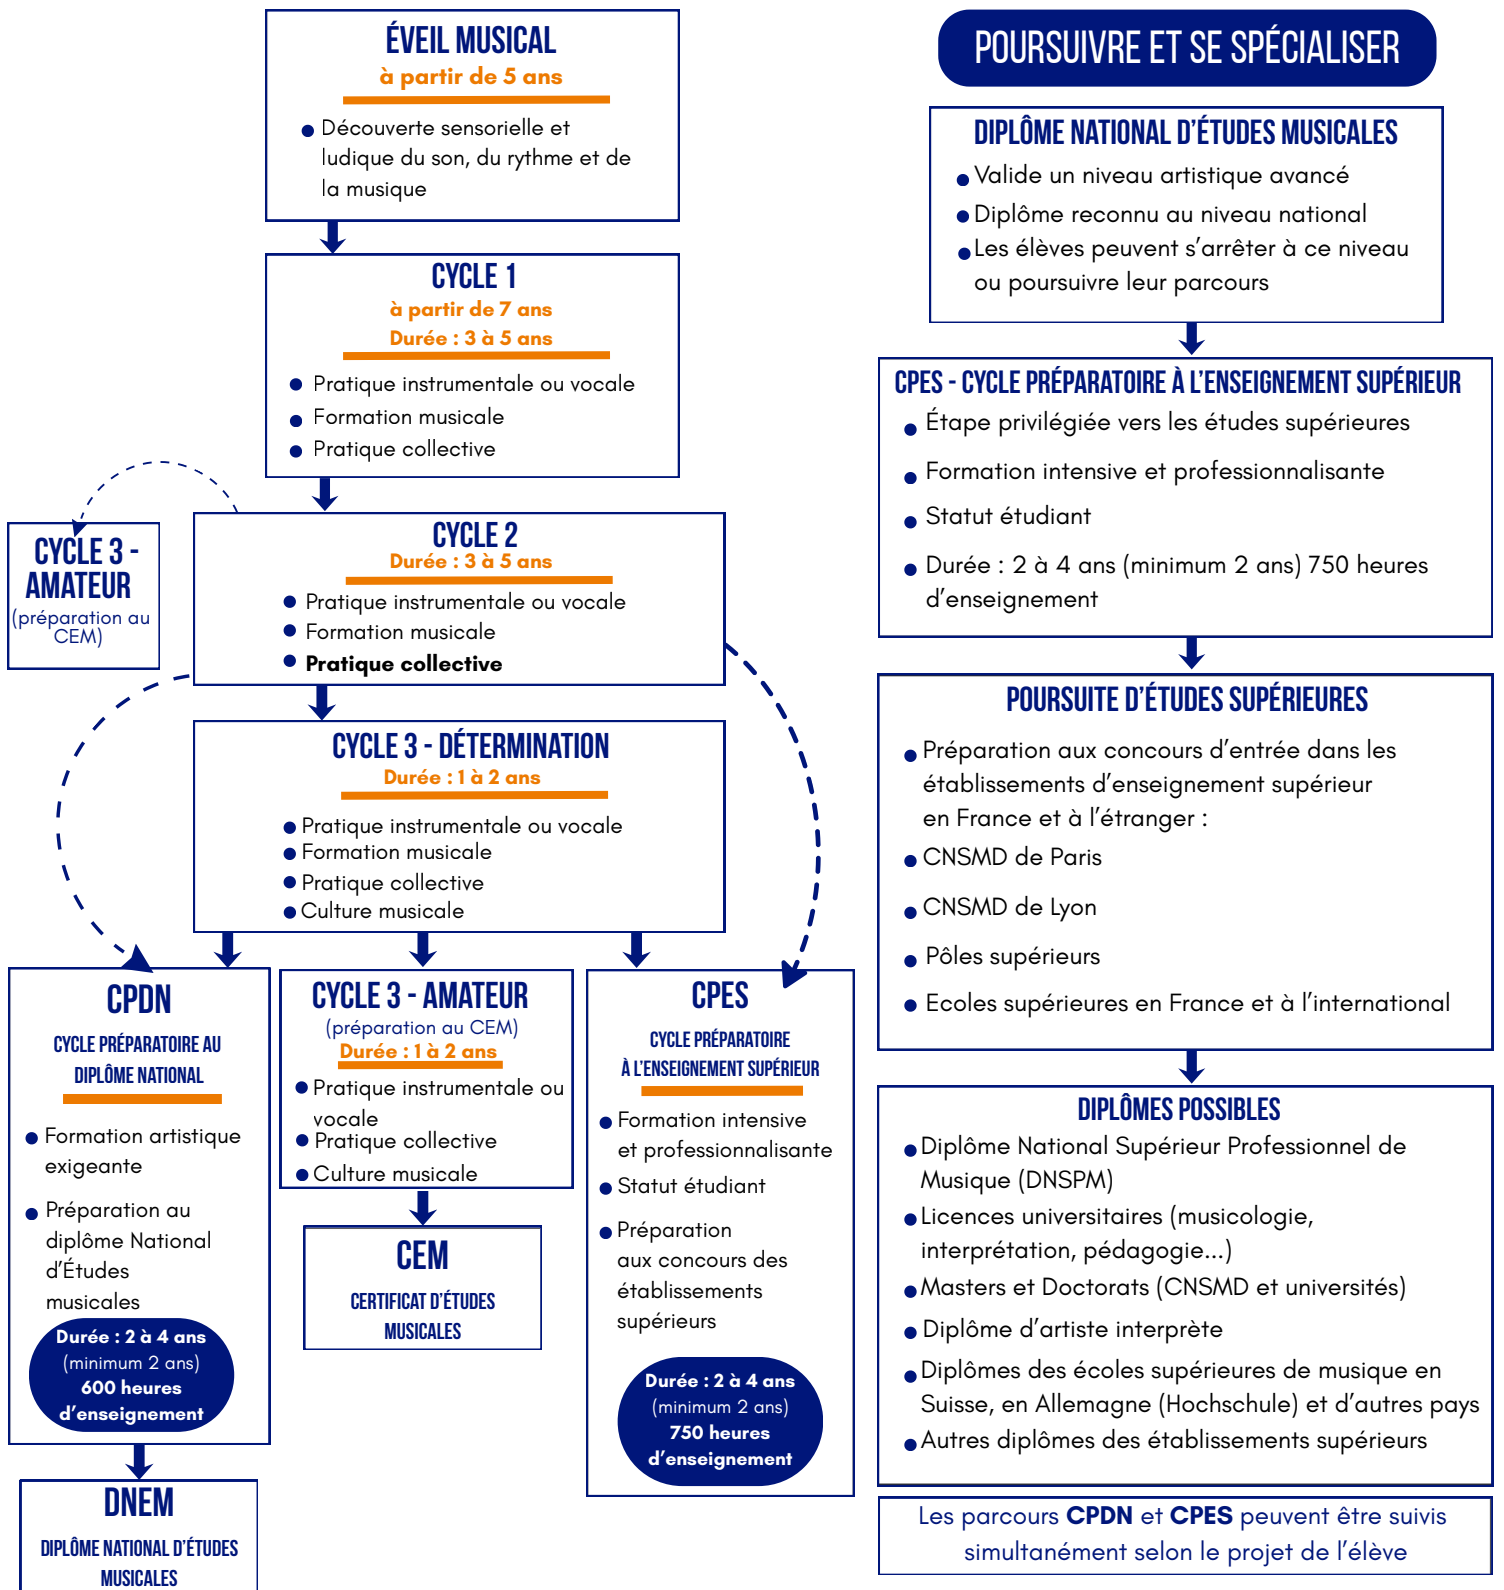 ÉVEIL MUSICAL
à partir de 5 ans
Découverte sensorielle et
ludique du son, du rythme et de
la musique
CYCLE 1
à partir de 7 ans
Durée : 3 à 5 ans
Pratique instrumentale ou vocale
Formation musicale
Pratique collective
CYCLE 3 -
AMATEUR
(préparation au
CEM)
CYCLE 2
Durée : 3 à 5 ans
Pratique instrumentale ou vocale
Formation musicale
Pratique collective
CYCLE 3 - DÉTERMINATION
Durée : 1 à 2 ans
Pratique instrumentale ou vocale
Formation musicale
Pratique collective
Culture musicale
CPDN
CYCLE PRÉPARATOIRE AU
DIPLÔME NATIONAL
Formation artistique
exigeante
Préparation au
diplôme National
d'Études
musicales
Durée : 2 à 4 ans
(minimum 2 ans)
600 heures
d'enseignement
DNEM
DIPLÔME NATIONAL D'ÉTUDES
MUSICALES
CYCLE 3 - AMATEUR
(préparation au CEM)
Durée : 1 à 2 ans
Pratique instrumentale ou
vocale
Pratique collective
Culture musicale
CEM
CERTIFICAT D'ÉTUDES
MUSICALES
CPES
CYCLE PRÉPARATOIRE
À L'ENSEIGNEMENT SUPÉRIEUR
Formation intensive
et professionnalisante
Statut étudiant
Préparation
aux concours des
établissements
supérieurs
Durée : 2 à 4 ans
(minimum 2 ans)
750 heures
d'enseignement
POURSUIVRE ET SE SPÉCIALISER
DIPLÔME NATIONAL D'ÉTUDES MUSICALES
Valide un niveau artistique avancé
Diplôme reconnu au niveau national
Les élèves peuvent s'arrêter à ce niveau
ou poursuivre leur parcours
CPES - CYCLE PRÉPARATOIRE À L'ENSEIGNEMENT SUPÉRIEUR
Étape privilégiée vers les études supérieures
Formation intensive et professionnalisante
Statut étudiant
Durée : 2 à 4 ans (minimum 2 ans) 750 heures
d'enseignement
POURSUITE D'ÉTUDES SUPÉRIEURES
Préparation aux concours d'entrée dans les
établissements d'enseignement supérieur
en France et à l'étranger :
CNSMD de Paris
CNSMD de Lyon
Pôles supérieurs
Ecoles supérieures en France et à l'international
DIPLÔMES POSSIBLES
Diplôme National Supérieur Professionnel de
Musique (DNSPM)
Licences universitaires (musicologie,
interprétation, pédagogie...)
Masters et Doctorats (CNSMD et universités)
Diplôme d'artiste interprète
Diplômes des écoles supérieures de musique en
Suisse, en Allemagne (Hochschule) et d'autres pays
Autres diplômes des établissements supérieurs
Les parcours CPDN et CPES peuvent être suivis
simultanément selon le projet de l'élève